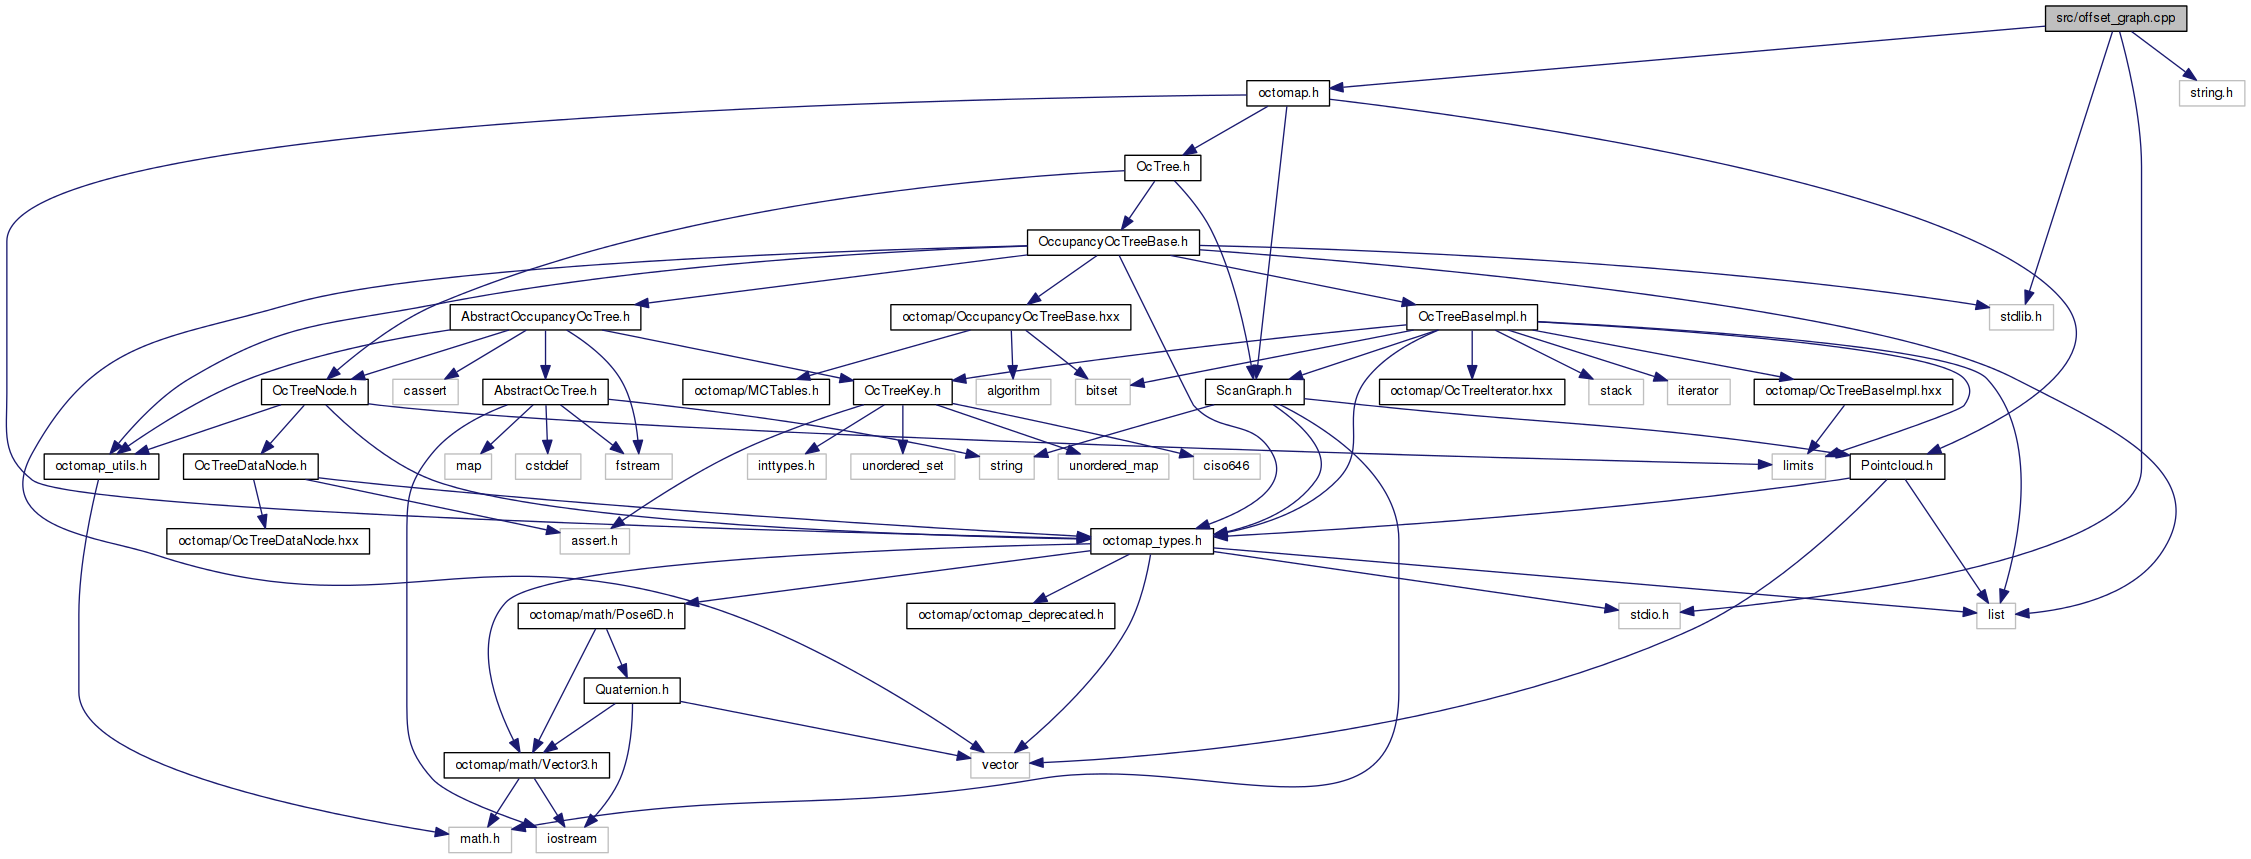 src/offset_graph.cpp
octomap.h
string.h
OcTree.h
OccupancyOcTreeBase.h
AbstractOccupancyOcTree.h
octomap/OccupancyOcTreeBase.hxx
OcTreeBaseImpl.h
stdlib.h
OcTreeNode.h
cassert
AbstractOcTree.h
octomap/MCTables.h
OcTreeKey.h
algorithm
bitset
ScanGraph.h
octomap/OcTreeIterator.hxx
stack
iterator
octomap/OcTreeBaseImpl.hxx
octomap_utils.h
OcTreeDataNode.h
map
cstddef
fstream
inttypes.h
unordered_set
string
unordered_map
ciso646
limits
Pointcloud.h
octomap/OcTreeDataNode.hxx
assert.h
octomap_types.h
octomap/math/Pose6D.h
octomap/octomap_deprecated.h
stdio.h
list
Quaternion.h
octomap/math/Vector3.h
vector
math.h
iostream